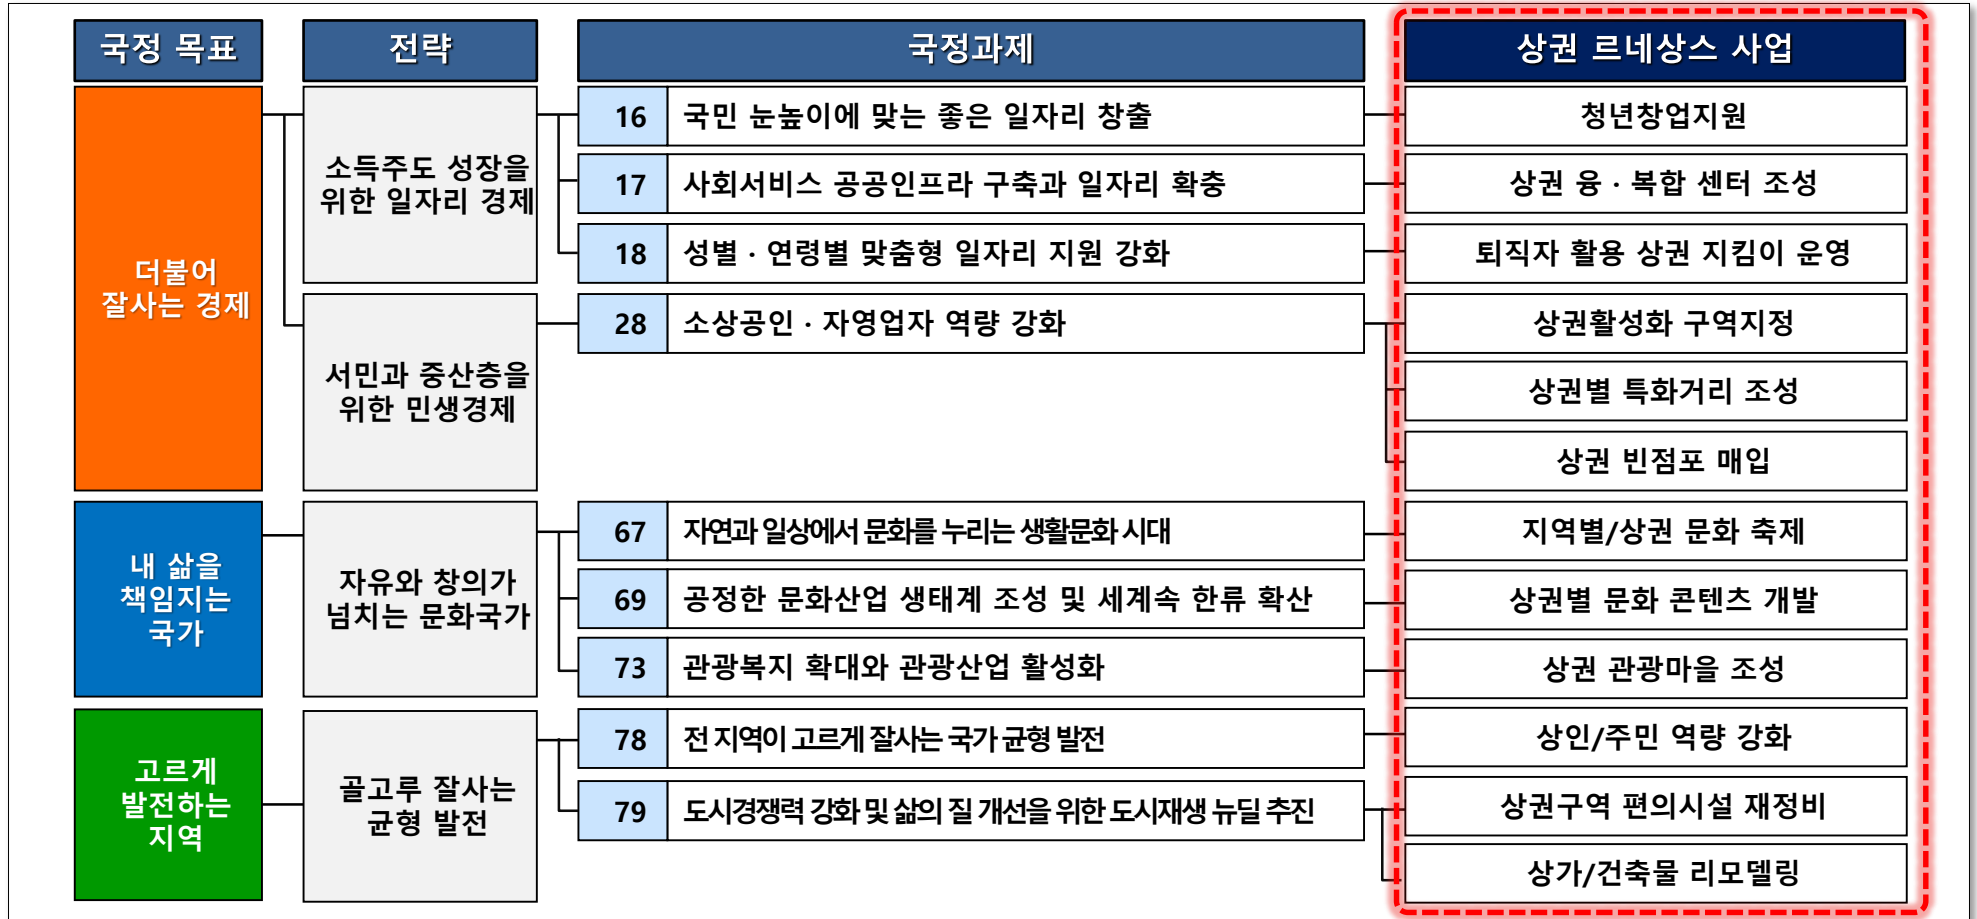 국정 목표
전략
국정과제
상권 르네상스 사업
더불어
잘사는 경제
소득주도 성장을
위한 일자리 경제
16 국민 눈높이에 맞는 좋은 일자리 창출
청년창업지원
17 사회서비스 공공인프라 구축과 일자리 확충
상권 융·복합 센터 조성
18 성별·연령별 맞춤형 일자리 지원 강화
퇴직자 활용 상권 지킴이 운영
서민과 중산층을
위한 민생경제
28 소상공인·자영업자 역량 강화
상권활성화 구역지정
상권별 특화거리 조성
상권 빈점포 매입
내 삶을
책임지는
국가
자유와 창의가
넘치는 문화국가
67 자연과 일상에서 문화를 누리는 생활문화 시대
지역별/상권 문화 축제
69 공정한 문화산업 생태계 조성 및 세계속 한류 확산
상권별 문화 콘텐츠 개발
73 관광복지 확대와 관광산업 활성화
상권 관광마을 조성
고르게
발전하는
지역
골고루 잘사는
균형 발전
78 전 지역이 고르게 잘사는 국가 균형 발전
상인/주민 역량 강화
79 도시경쟁력 강화 및 삶의 질 개선을 위한 도시재생 뉴딜 추진
상권구역 편의시설 재정비
상가/건축물 리모델링